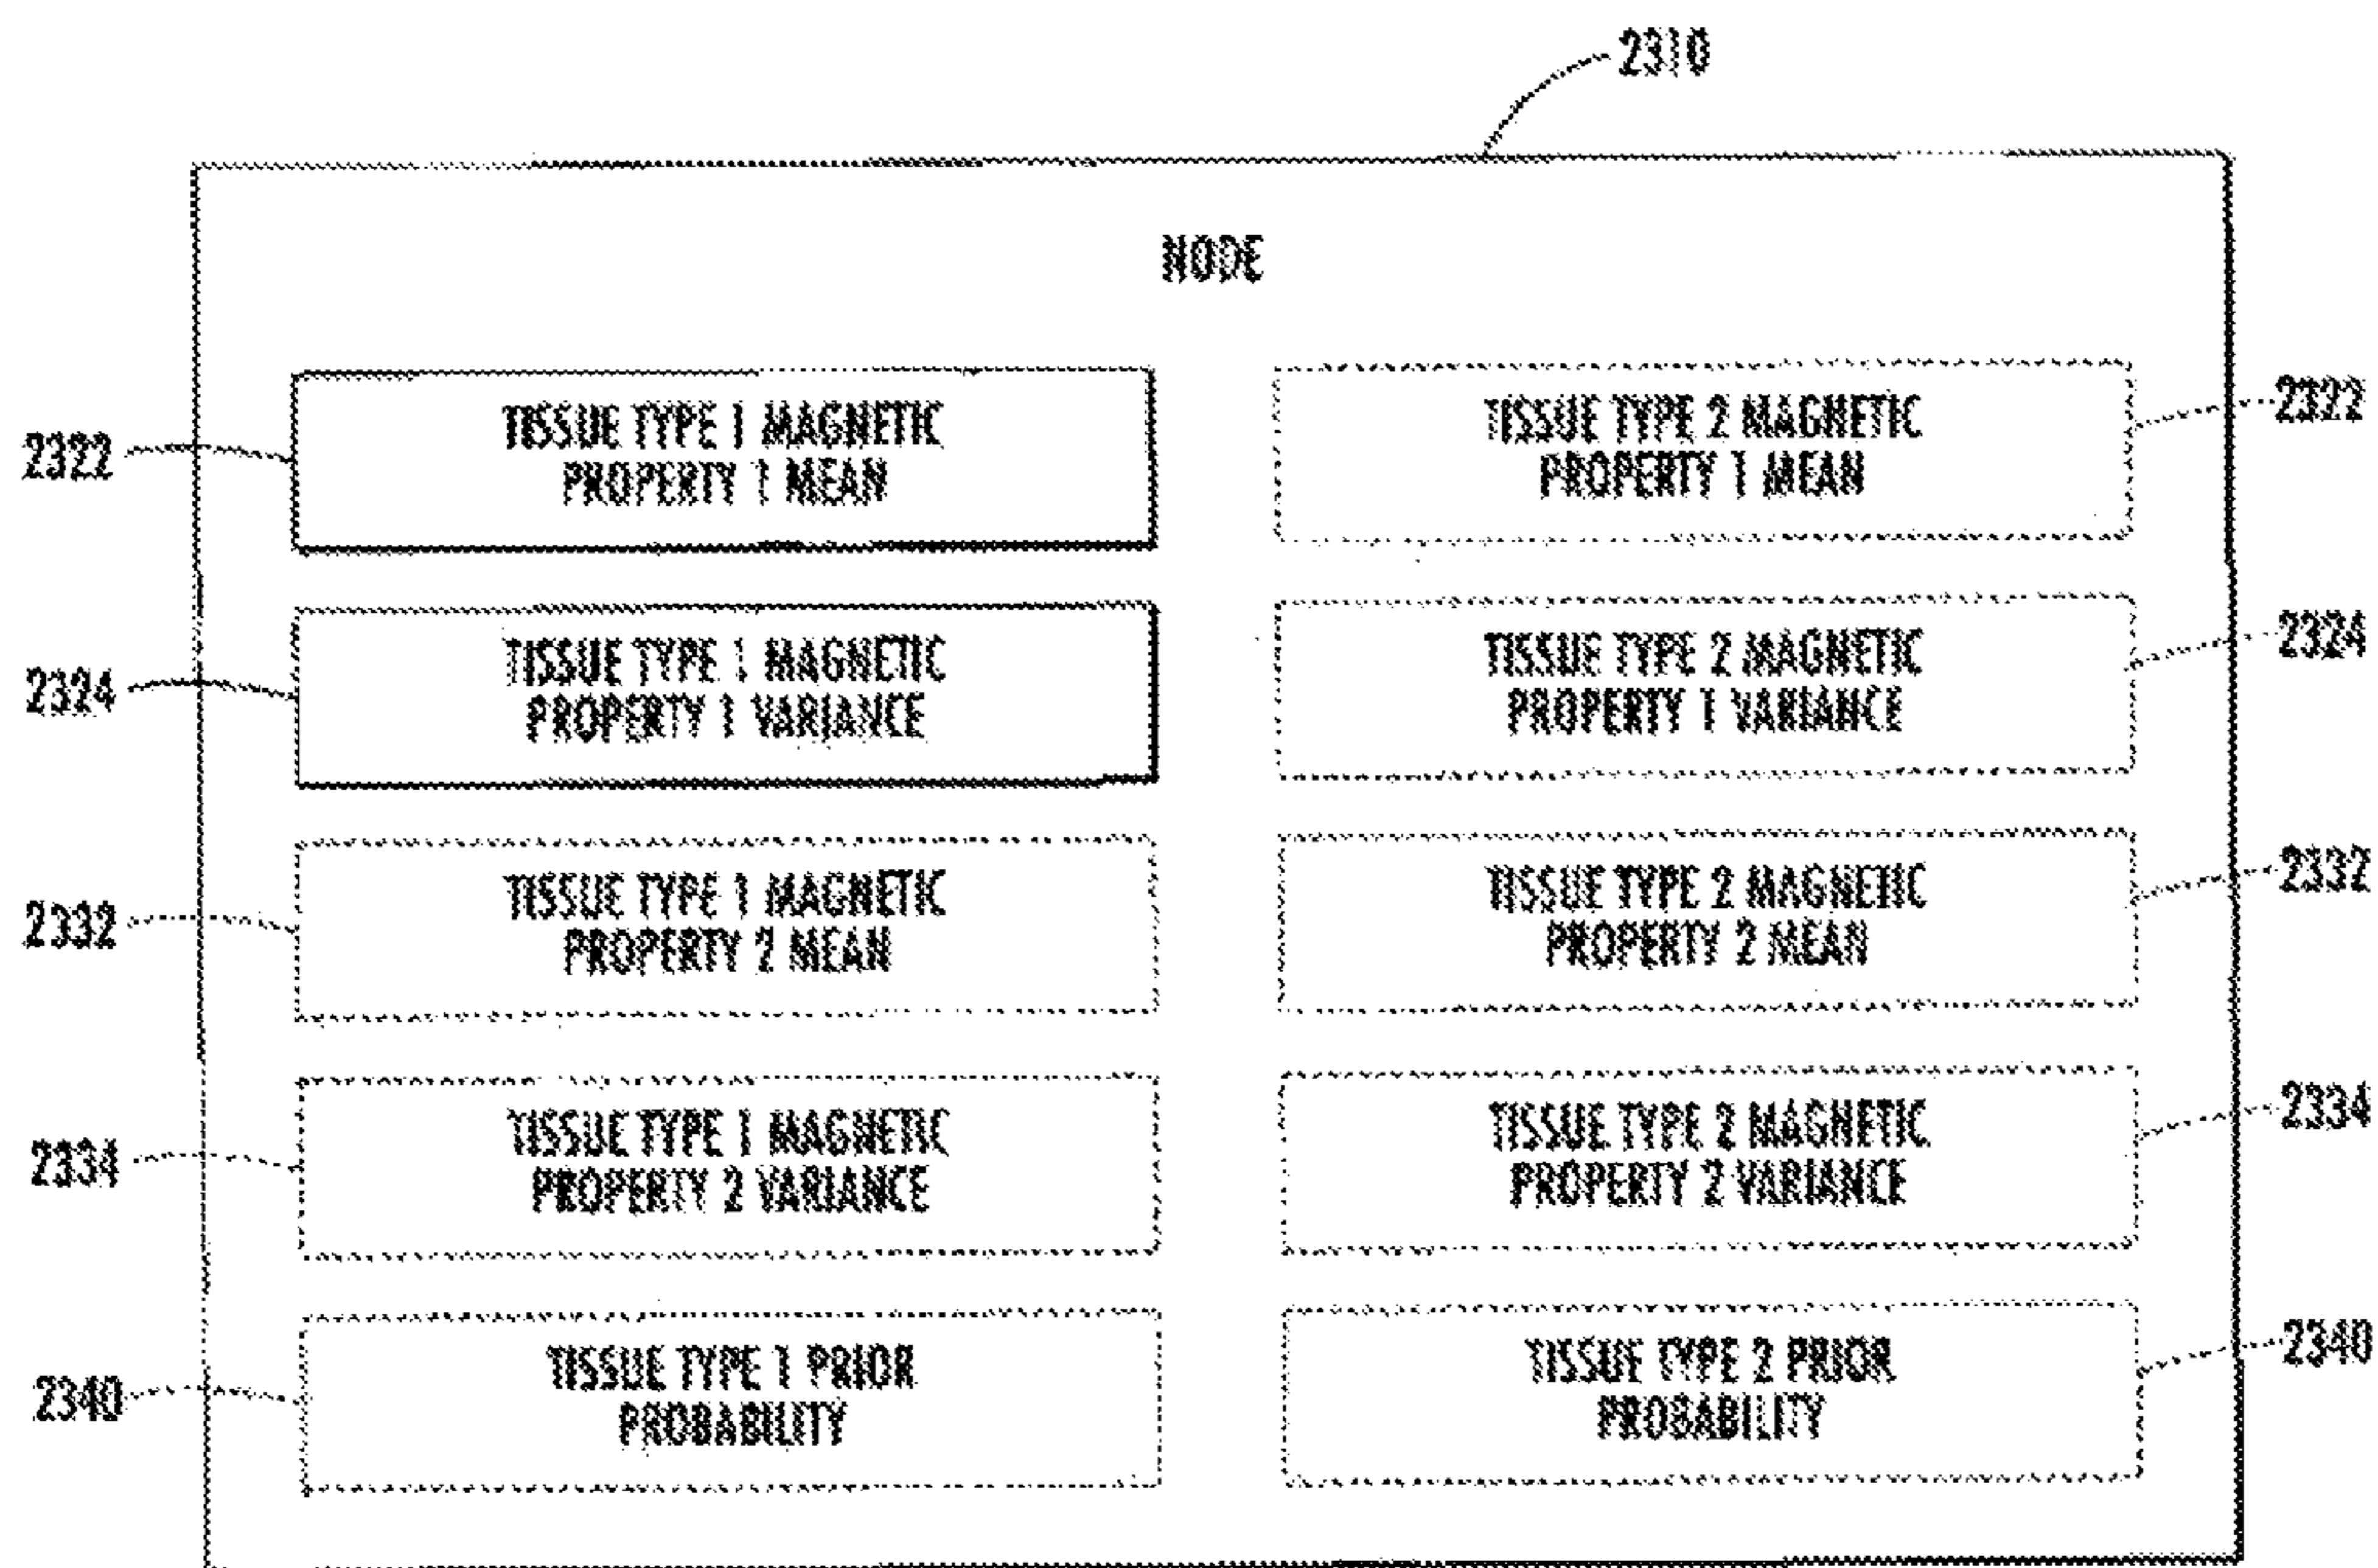 2310
NODE
2322
TISSUE TYPE 1 MAGNETIC
PROPERTY 1 MEAN
TISSUE TYPE 2 MAGNETIC
PROPERTY 1 MEAN
2322
2324
TISSUE TYPE 1 MAGNETIC
PROPERTY 1 VARIANCE
TISSUE TYPE 2 MAGNETIC
PROPERTY 1 VARIANCE
2324
2332
TISSUE TYPE 1 MAGNETIC
PROPERTY 2 MEAN
TISSUE TYPE 2 MAGNETIC
PROPERTY 2 MEAN
2332
2334
TISSUE TYPE 1 MAGNETIC
PROPERTY 2 VARIANCE
TISSUE TYPE 2 MAGNETIC
PROPERTY 2 VARIANCE
2334
2340
TISSUE TYPE 1 PRIOR
PROBABILITY
TISSUE TYPE 2 PRIOR
PROBABILITY
2340